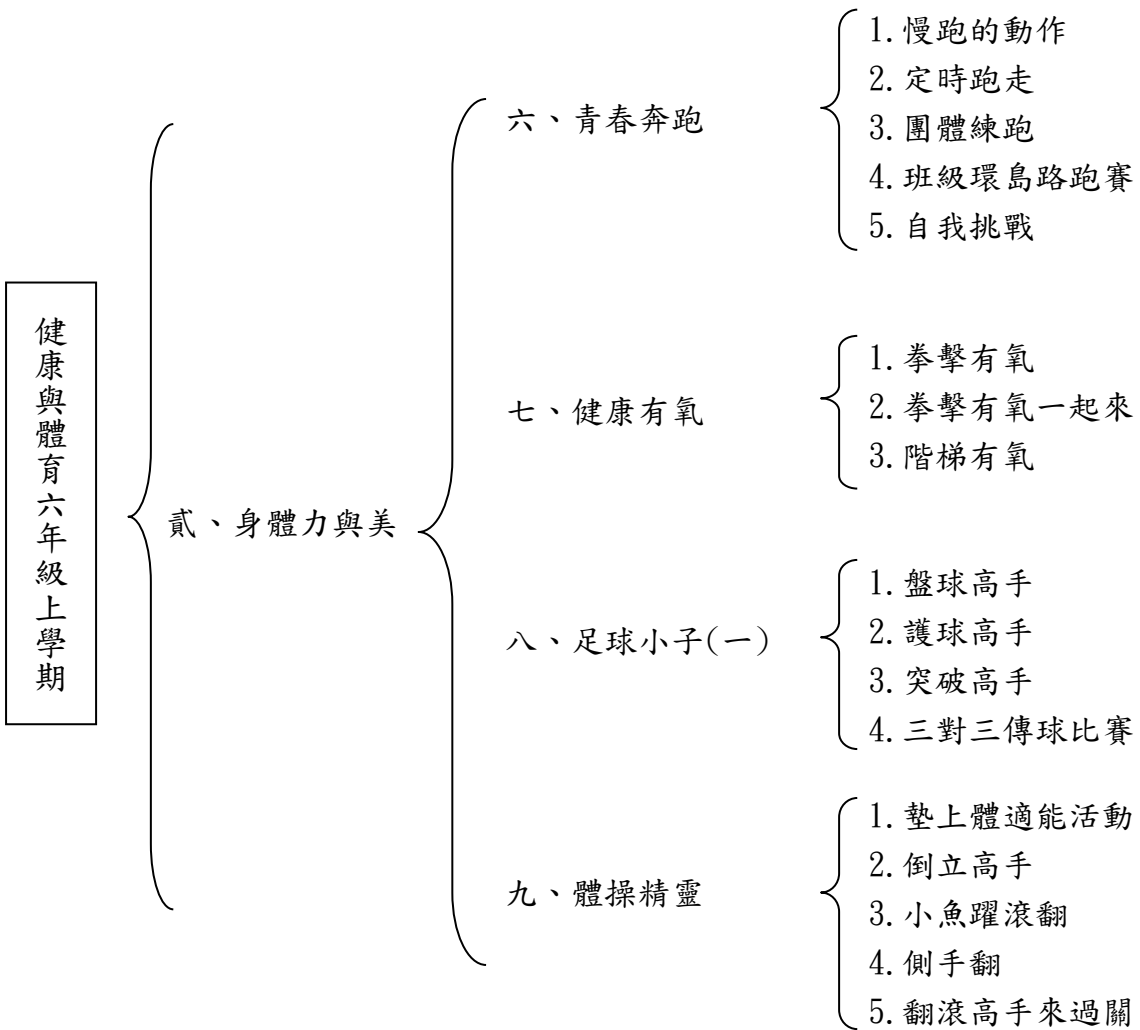 健康與體育六年級上學期
貳、身體力與美
六、青春奔跑
1.慢跑的動作
2.定時跑走
3.團體練跑
4.班級環島路跑賽
5.自我挑戰
七、健康有氧
1.拳擊有氧
2.拳擊有氧一起來
3.階梯有氧
八、足球小子(一)
1.盤球高手
2.護球高手
3.突破高手
4.三對三傳球比賽
九、體操精靈
1.墊上體適能活動
2.倒立高手
3.小魚躍滾翻
4.側手翻
5.翻滾高手來過關